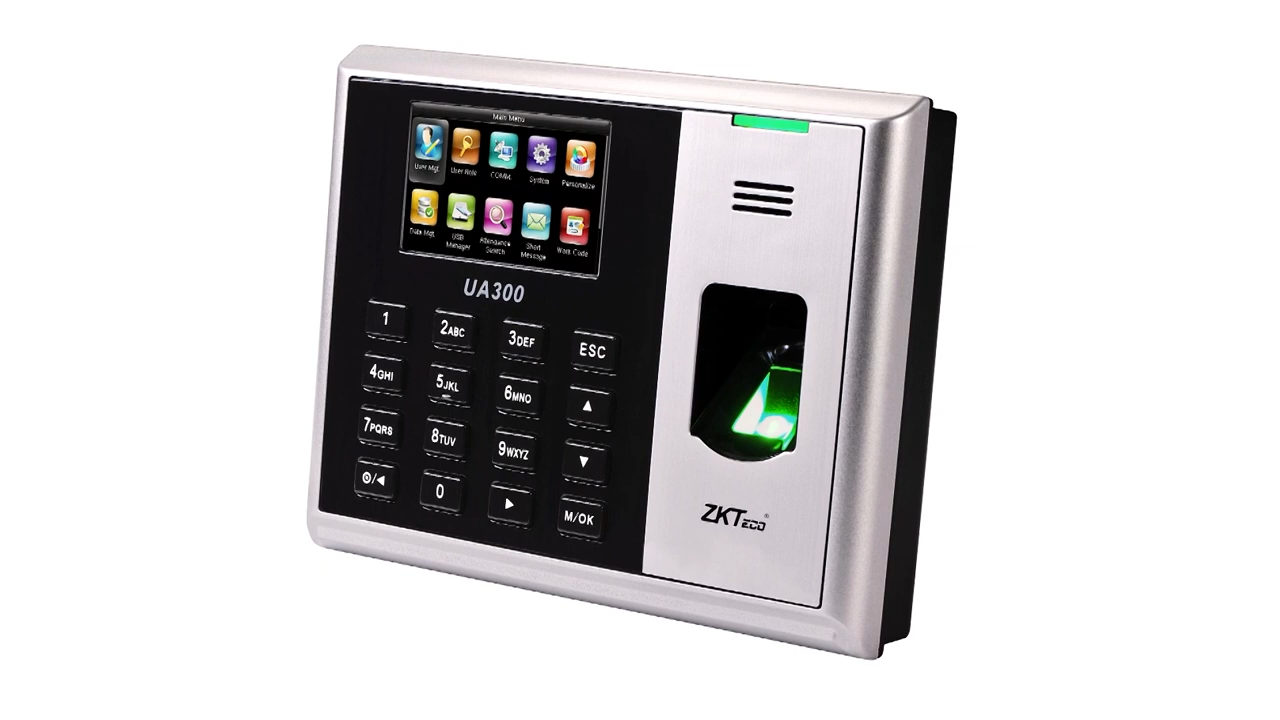 Main Menu
User Mgt.
User Role
COMM.
System
Personalize
Data Mgt.
USB
Manager
Attendance
Search
Short
Message
Work Code
UA300
1
2ABC
3DEF
ESC
4GHI
5JKL
6MNO
▲
7PQRS
8TUV
9WXYZ
▼
/◀
0
▶
M/OK
ZKTeco®